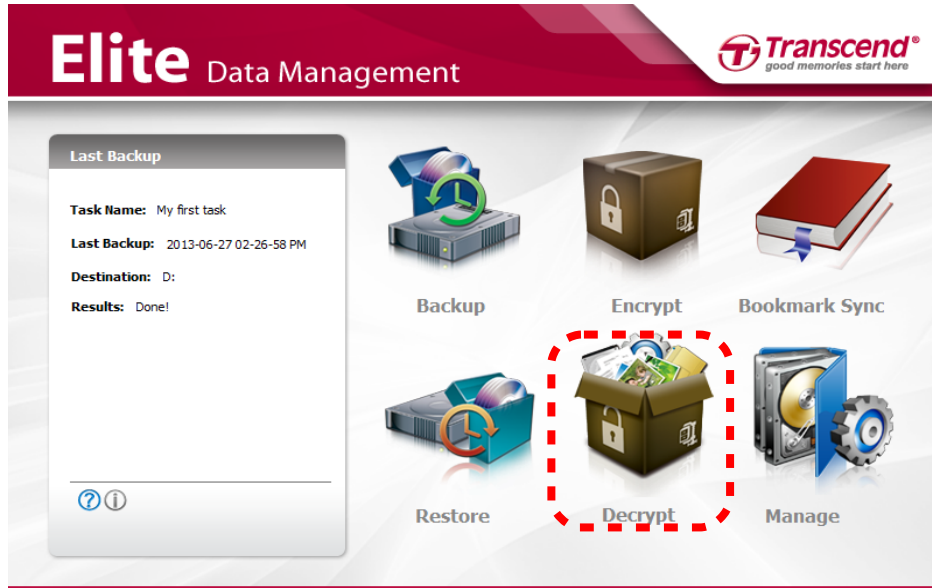 Elite Data Management
Transcend®
good memories start here
Last Backup
Task Name: My first task
Last Backup: 2013-06-27 02-26-58 PM
Destination: D:
Results: Done!
Backup
Encrypt
Bookmark Sync
Restore
Decrypt
Manage